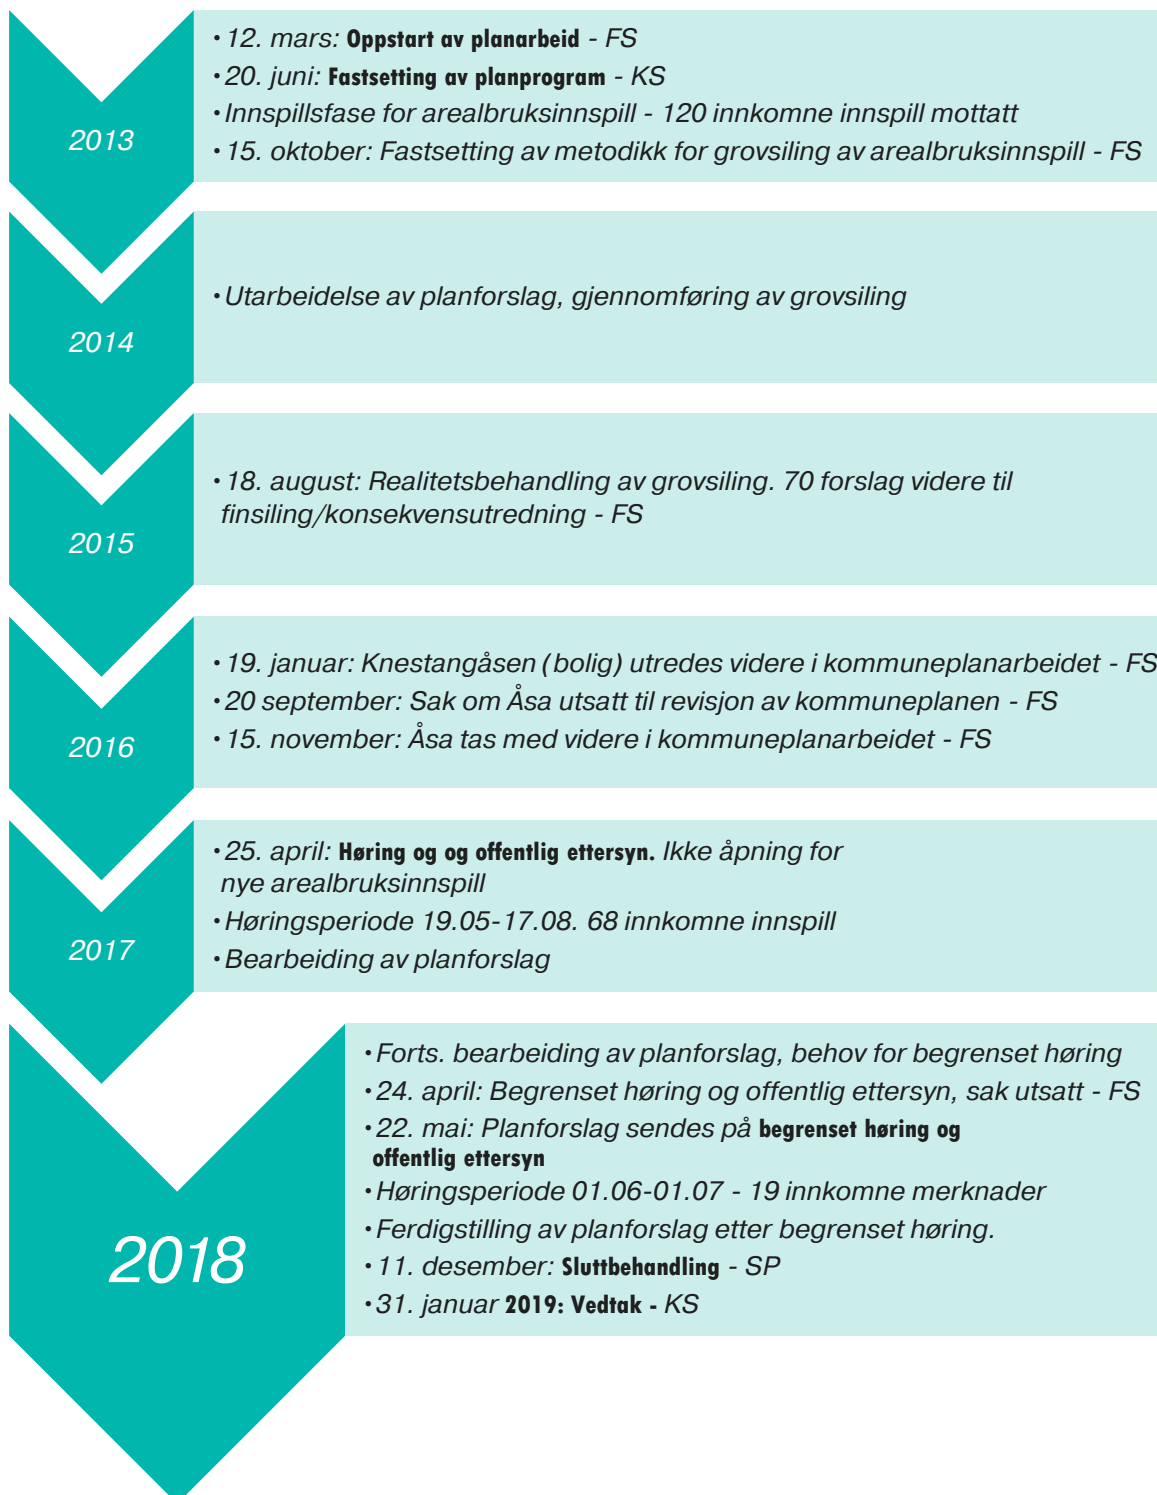 2013
• 12. mars: Oppstart av planarbeid - FS
• 20. juni: Fastsetting av planprogram - KS
• Innspillsfase for arealbruksinnspill - 120 innkomne innspill mottatt
• 15. oktober: Fastsetting av metodikk for grovsiling av arealbruksinnspill - FS
2014
• Utarbeidelse av planforslag, gjennomføring av grovsiling
2015
• 18. august: Realitetsbehandling av grovsiling. 70 forslag videre til
finsiling/konsekvensutredning - FS
2016
• 19. januar: Knestangåsen (bolig) utredes videre i kommuneplanarbeidet - FS
• 20 september: Sak om Åsa utsatt til revisjon av kommuneplanen - FS
• 15. november: Åsa tas med videre i kommuneplanarbeidet - FS
2017
• 25. april: Høring og og offentlig ettersyn. Ikke åpning for
nye arealbruksinnspill
• Høringsperiode 19.05-17.08. 68 innkomne innspill
• Bearbeiding av planforslag
2018
• Forts. bearbeiding av planforslag, behov for begrenset høring
• 24. april: Begrenset høring og offentlig ettersyn, sak utsatt - FS
• 22. mai: Planforslag sendes på begrenset høring og
offentlig ettersyn
• Høringsperiode 01.06-01.07 - 19 innkomne merknader
• Ferdigstilling av planforslag etter begrenset høring.
• 11. desember: Sluttbehandling - SP
• 31. januar 2019: Vedtak - KS